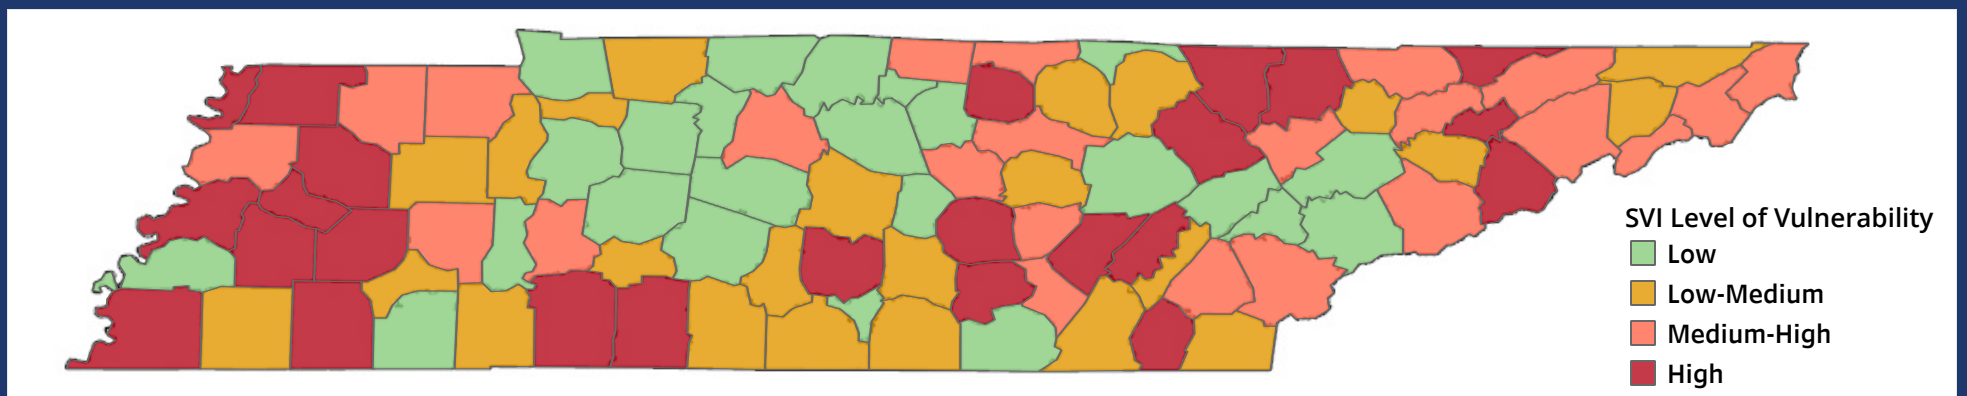 SVI Level of Vulnerability
Low
Low-Medium
Medium-High
High